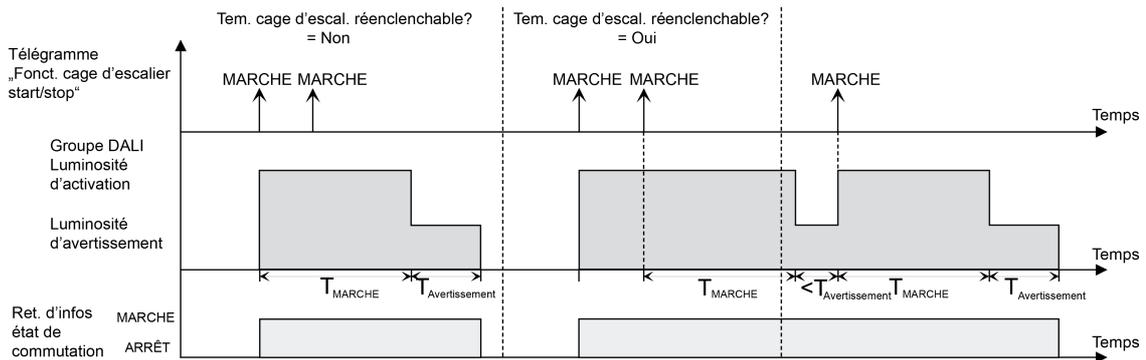 Tem. cage d’escal. réenclenchable?
= Non
Tem. cage d’escal. réenclenchable?
= Oui
Télégramme
„Fonct. cage d’escalier
start/stop“
MARCHE MARCHE
MARCHE MARCHE
MARCHE
Temps
Groupe DALI
Luminosité
d’activation
Luminosité
d’avertissement
Temps
TMARCHE
TAvertissement
TMARCHE
<TAvertissement
TMARCHE
TAvertissement
Ret. d’infos
état de
commutation
MARCHE
ARRÊT
Temps